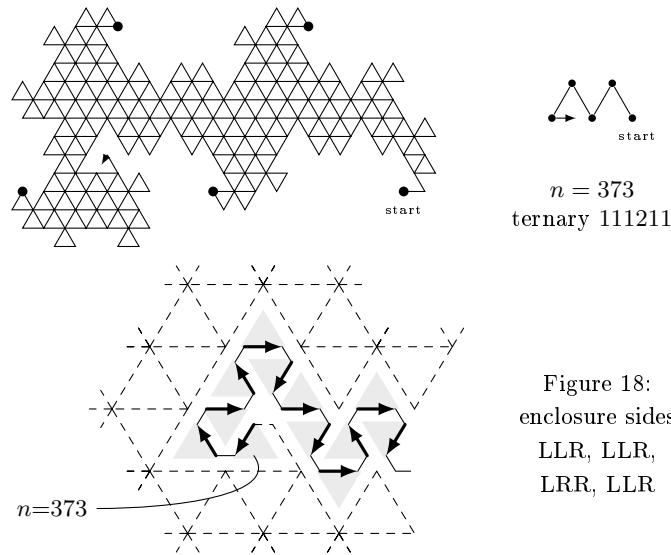 start
start
n = 373
ternary 111211
n=373
Figure 18:
enclosure sides
LLR, LLR,
LRR, LLR